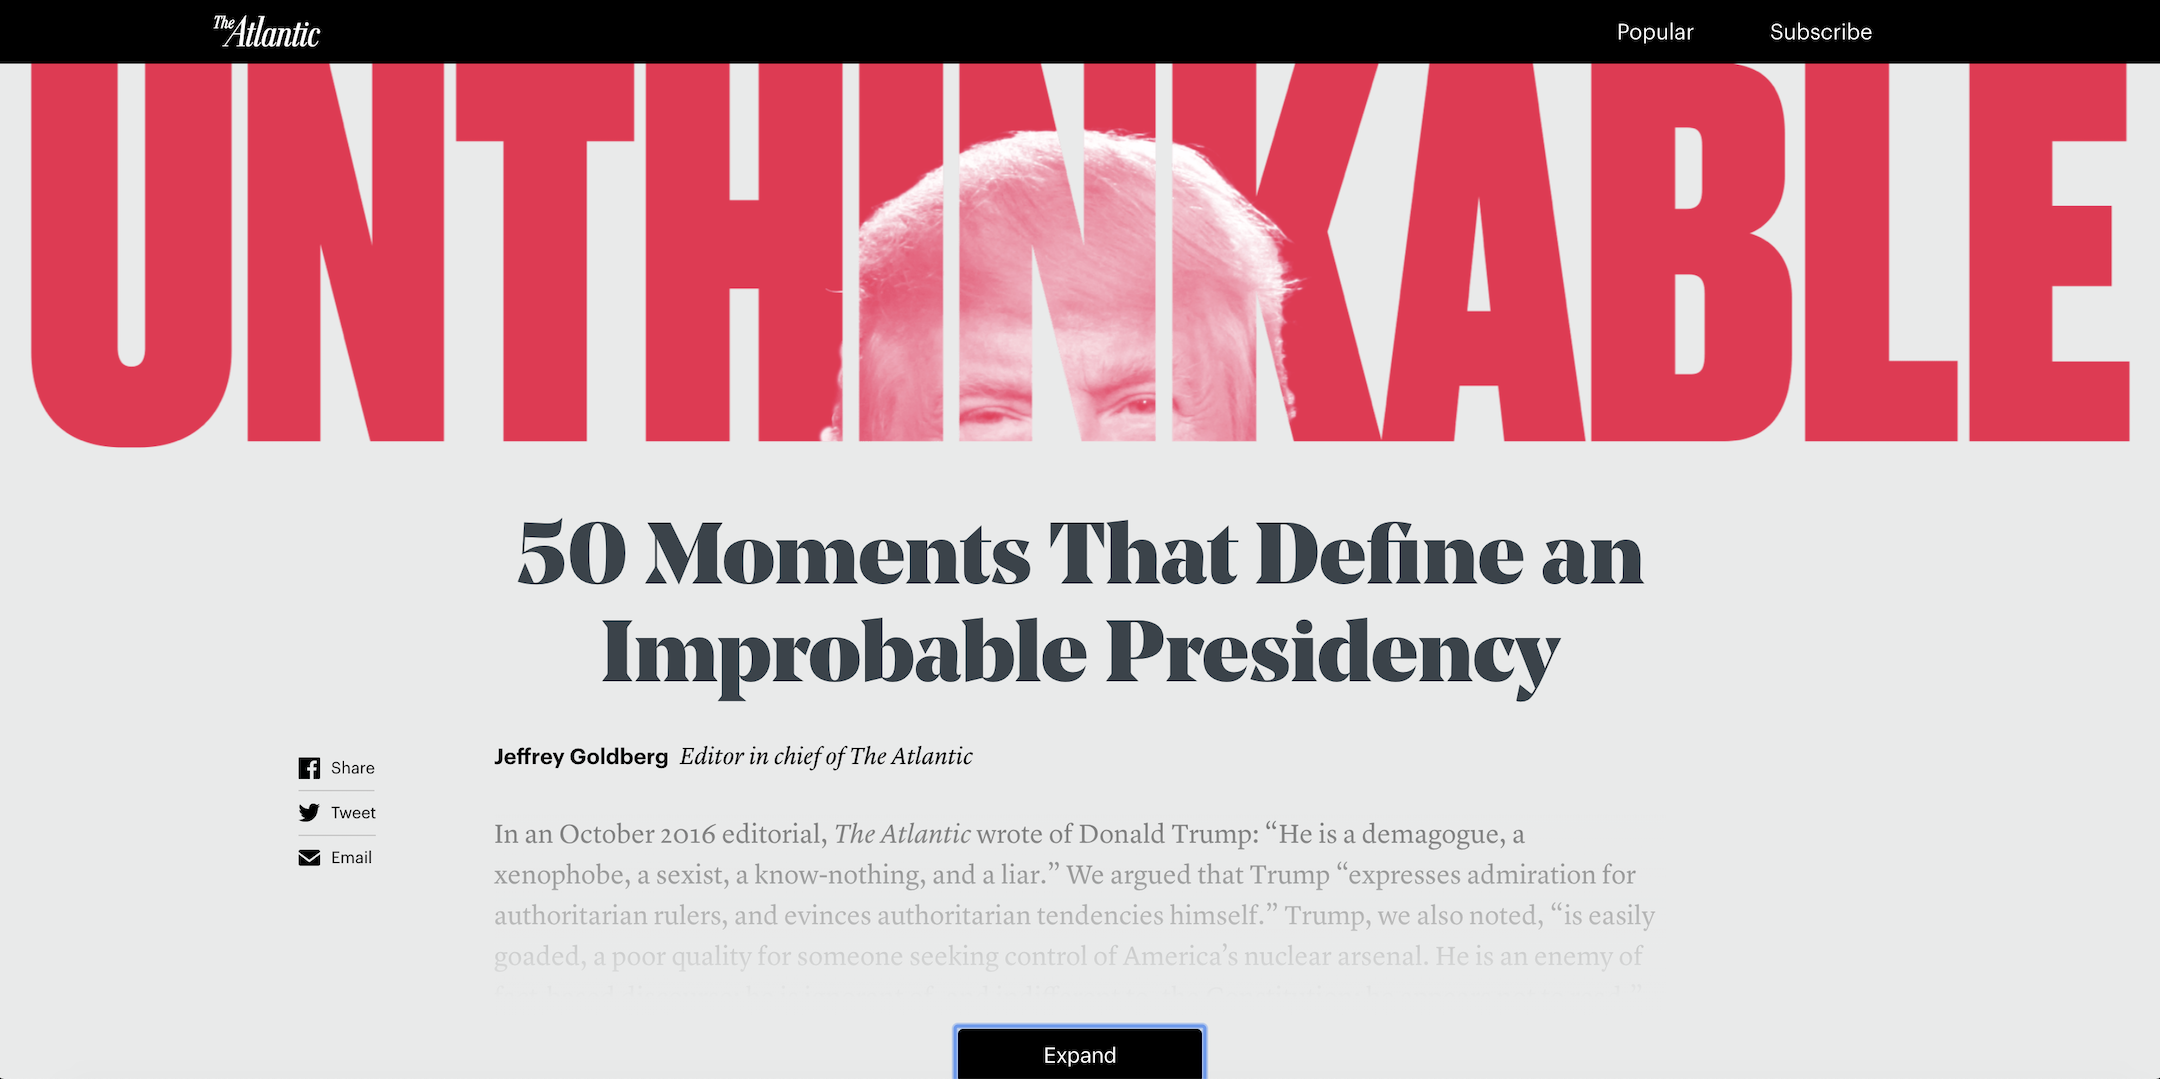 The Atlantic
Popular
Subscribe
UNTHINKABLE
50 Moments That Define an
Improbable Presidency
Jeffrey Goldberg Editor in chief of The Atlantic
Share
Tweet
Email
In an October 2016 editorial, The Atlantic wrote of Donald Trump: “He is a demagogue, a
xenophobe, a sexist, a know-nothing, and a liar.” We argued that Trump “expresses admiration for
authoritarian rulers, and evinces authoritarian tendencies himself.” Trump, we also noted, “is easily
goaded, a poor quality for someone seeking control of America’s nuclear arsenal. He is an enemy of
Expand